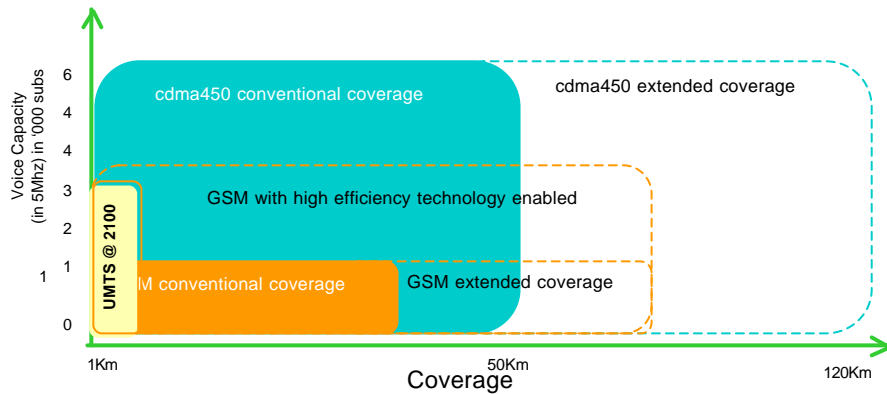 6
cdma450 conventional coverage
cdma450 extended coverage
4
4
Voice Capacity
(in 5Mhz) in ‘000 subs
3
GSM with high efficiency technology enabled
2
UMTS @ 2100
1
1
M conventional coverage
GSM extended coverage
0
1Km
50Km
120Km
Coverage